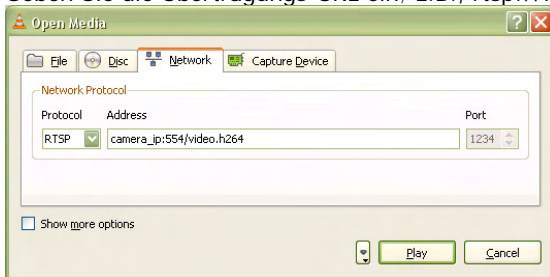 Open Media
File Disc Network Capture Device
Network Protocol
Protocol Address Port
RTSP camera_ip:554/video.h264 1234
Show more options
Play Cancel